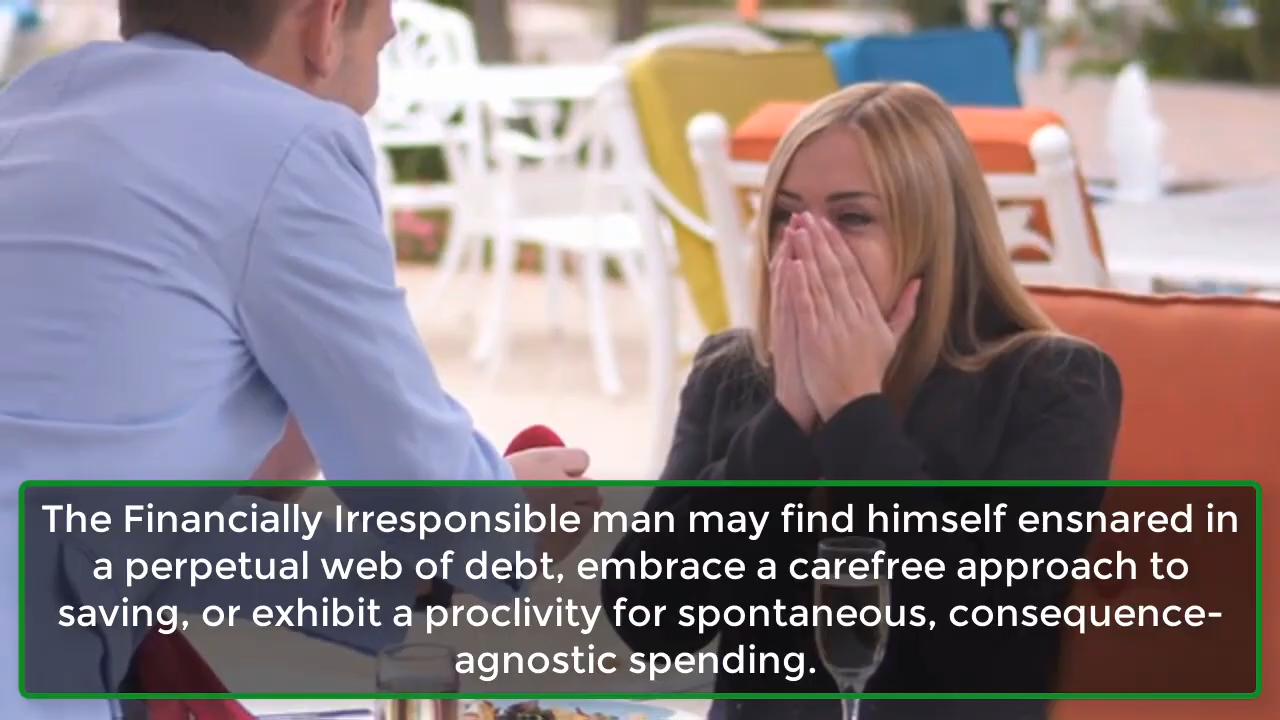 The Financially Irresponsible man may find himself ensnared in
a perpetual web of debt, embrace a carefree approach to
saving, or exhibit a proclivity for spontaneous, consequence-
agnostic spending.